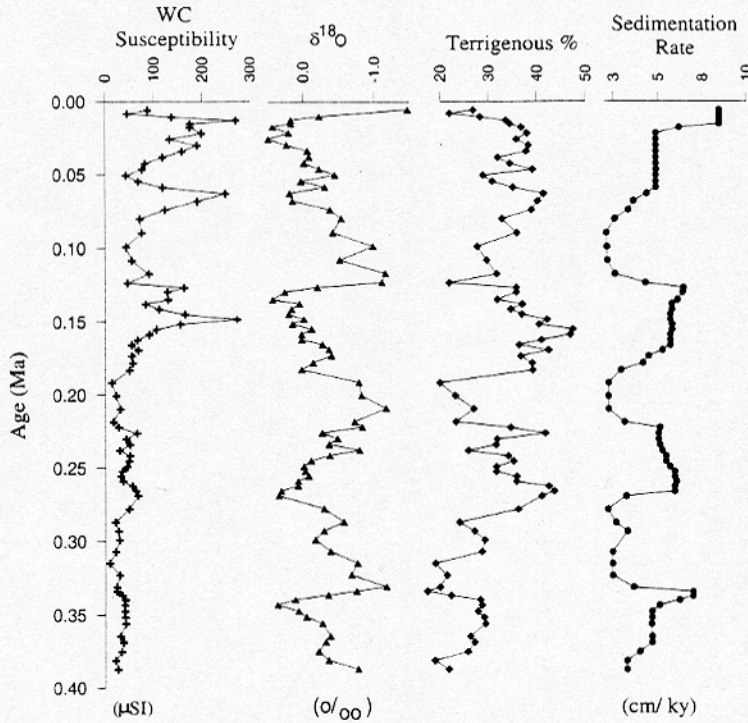 WC
Susceptibility
δ18O
Terrigenous %
Sedimentation
Rate
0 100 200 300
0.0 -1.0
20 30 40 50
3 5 8 10
0.00
0.05
0.10
0.15
0.20
0.25
0.30
0.35
0.40
Age (Ma)
(µSI)
(o/oo)
(cm/ ky)